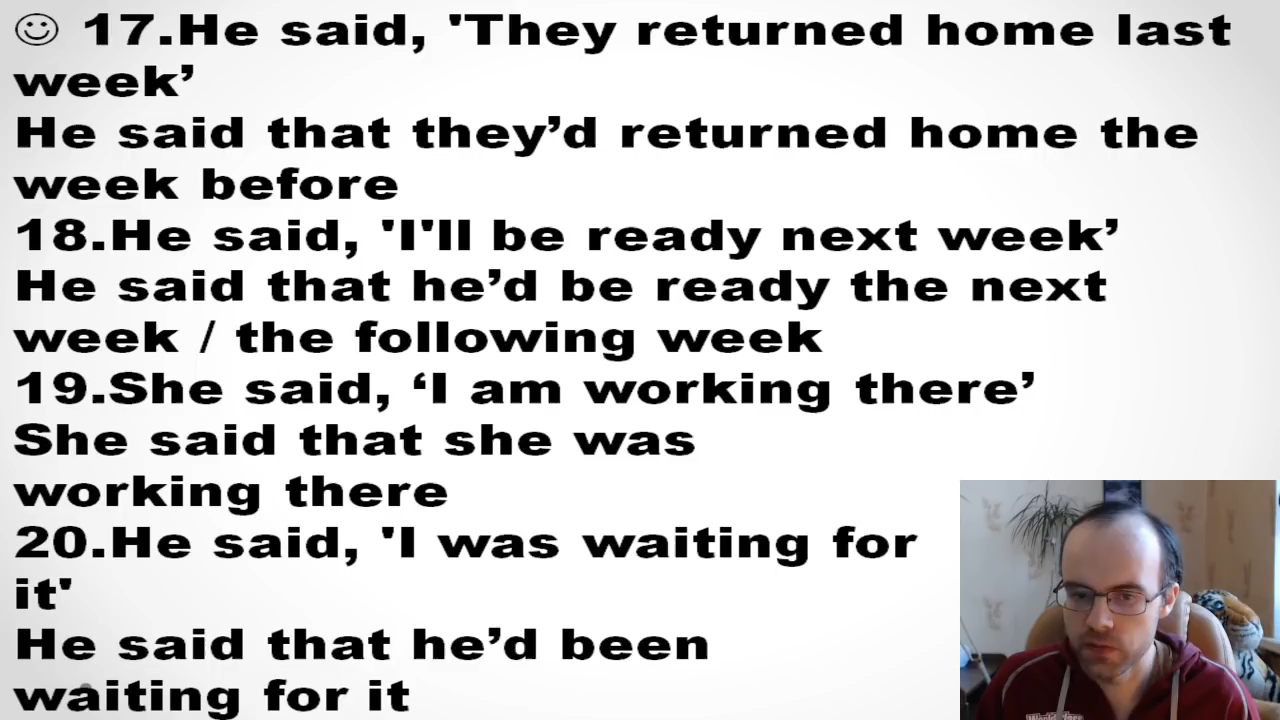 ☺ 17.He said, 'They returned home last
week’
He said that they’d returned home the
week before
18.He said, 'I'll be ready next week’
He said that he’d be ready the next
week / the following week
19.She said, ‘I am working there’
She said that she was
working there
20.He said, 'I was waiting for
it'
He said that he’d been
waiting for it